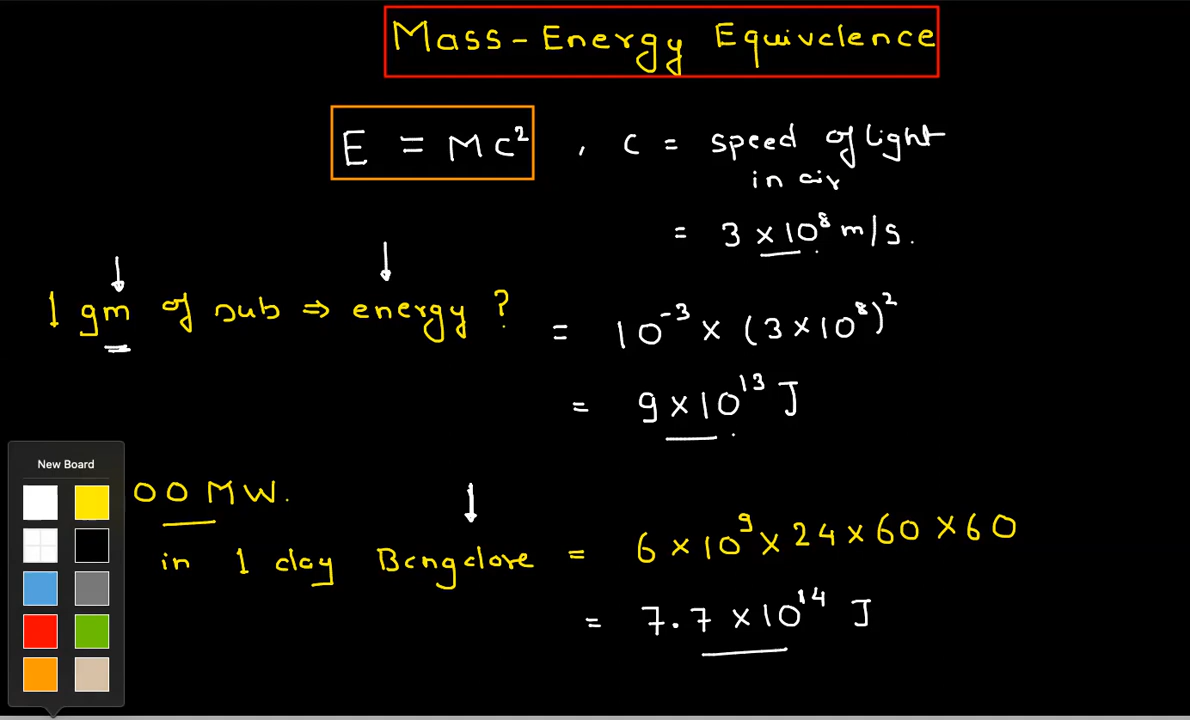 Mass-Energy Equivalence
E = Mc², c = speed of light
in air
= 3 × 10⁸ m/s.
1 gm of sub ⇒ energy ?
= 10⁻³ × (3×10⁸)²
= 9 × 10¹³ J
New Board
00 MW.
in 1 day Bangalore = 6 × 10⁹ × 24 × 60 × 60
= 7.7 × 10¹⁴ J